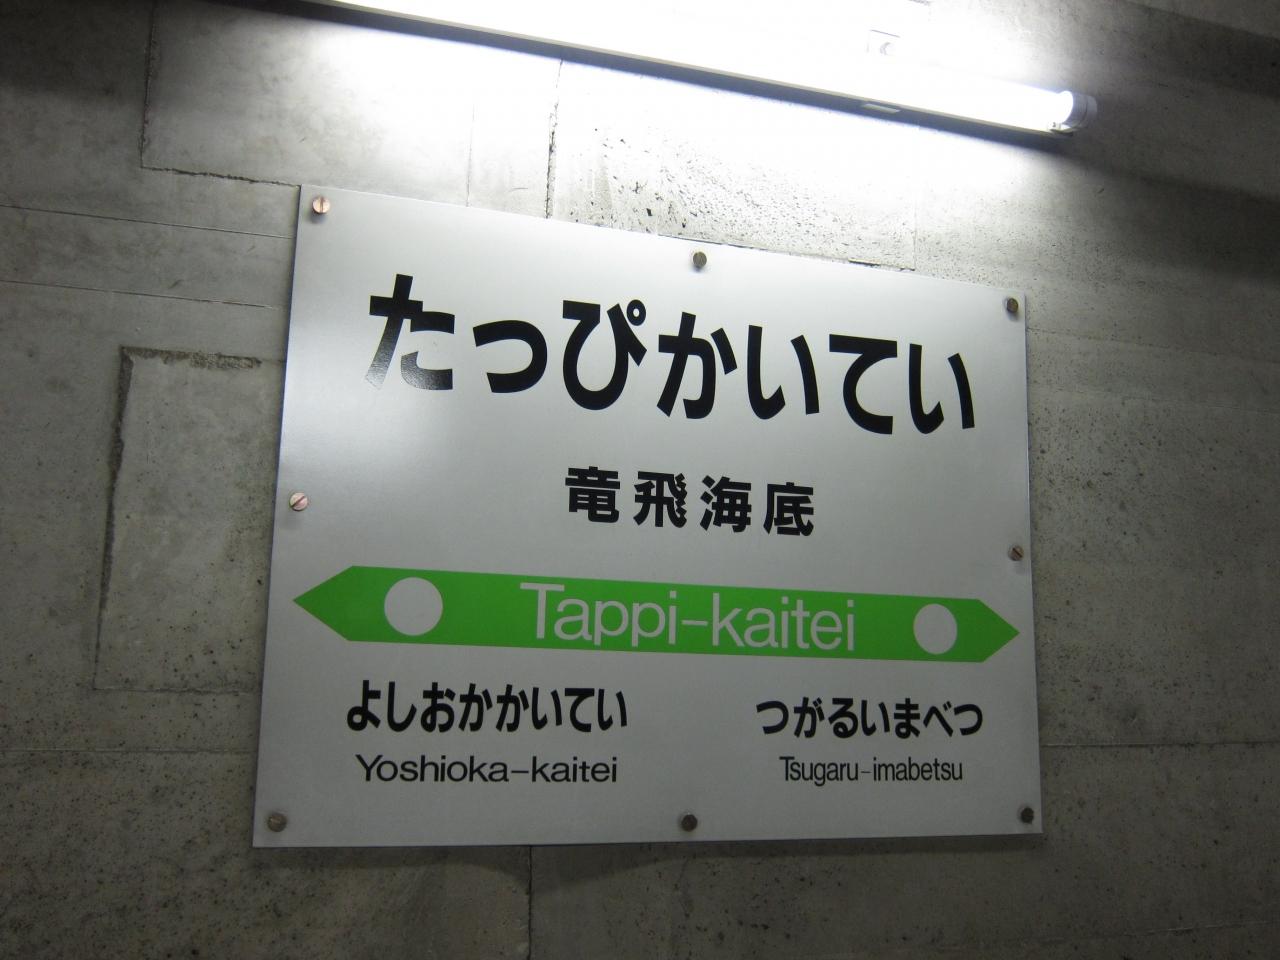 たっぴかいてい
竜飛海底
Tappi-kaitei
よしおかかいてい
Yoshioka-kaitei
つがるいまべつ
Tsugaru-imabetsu